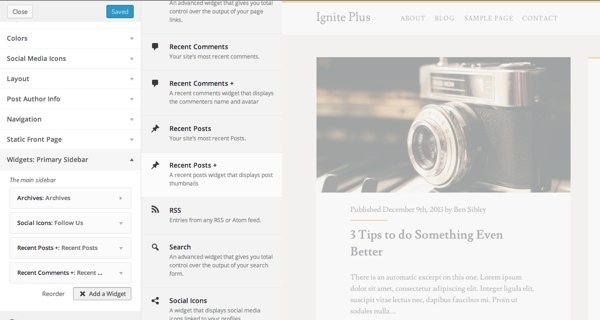 Close
Saved
Colors
Social Media Icons
Layout
Post Author Info
Navigation
Static Front Page
Widgets: Primary Sidebar
The main sidebar
Archives: Archives
Social Icons: Follow Us
Recent Posts +: Recent Posts
Recent Comments +: Recent ...
Reorder
Add a Widget
An advanced widget that gives you total
control over the output of your page
links.
Recent Comments
Your site's most recent comments.
Recent Comments +
A recent comments widget that displays
the commenters name and avatar
Recent Posts
Your site's most recent Posts.
Recent Posts +
A recent posts widget that displays post
thumbnails
RSS
Entries from any RSS or Atom feed.
Search
An advanced widget that gives you total
control over the output of your search
form.
Social Icons
A widget that displays social media
icons linked to your profiles.
Ignite Plus
ABOUT BLOG SAMPLE PAGE CONTACT
Published December 9th, 2013 by Ben Sibley
3 Tips to do Something Even
Better
There is an automatic excerpt on this one. Lorem ipsum
dolor sit amet, consectetur adipiscing elit. Integer ligula elit,
suscipit vitae lectus nec, dapibus faucibus mi. Proin ut
sodales nulla...